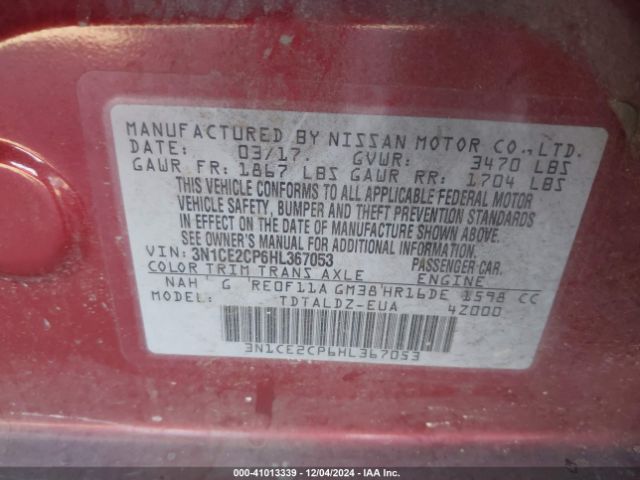 MANUFACTURED BY NISSAN MOTOR CO.,LTD.
DATE: 03/17. GVWR: 3470 LBS
GAWR FR: 1867 LBS GAWR RR: 1704 LBS
THIS VEHICLE CONFORMS TO ALL APPLICABLE FEDERAL MOTOR
VEHICLE SAFETY, BUMPER AND THEFT PREVENTION STANDARDS
IN EFFECT ON THE DATE OF MANUFACTURE SHOWN ABOVE.
SEE OWNER'S MANUAL FOR ADDITIONAL INFORMATION.
VIN: 3N1CE2CP6HL367053 PASSENGER CAR.
COLOR TRIM TRANS AXLE ENGINE
NAH G RE0F11A GM38 HR16DE 1598 CC
MODEL: TDTALDZ-EUA 4Z000
3N1CE2CP6HL367053
000-41013339 • 12/04/2024 • IAA Inc.